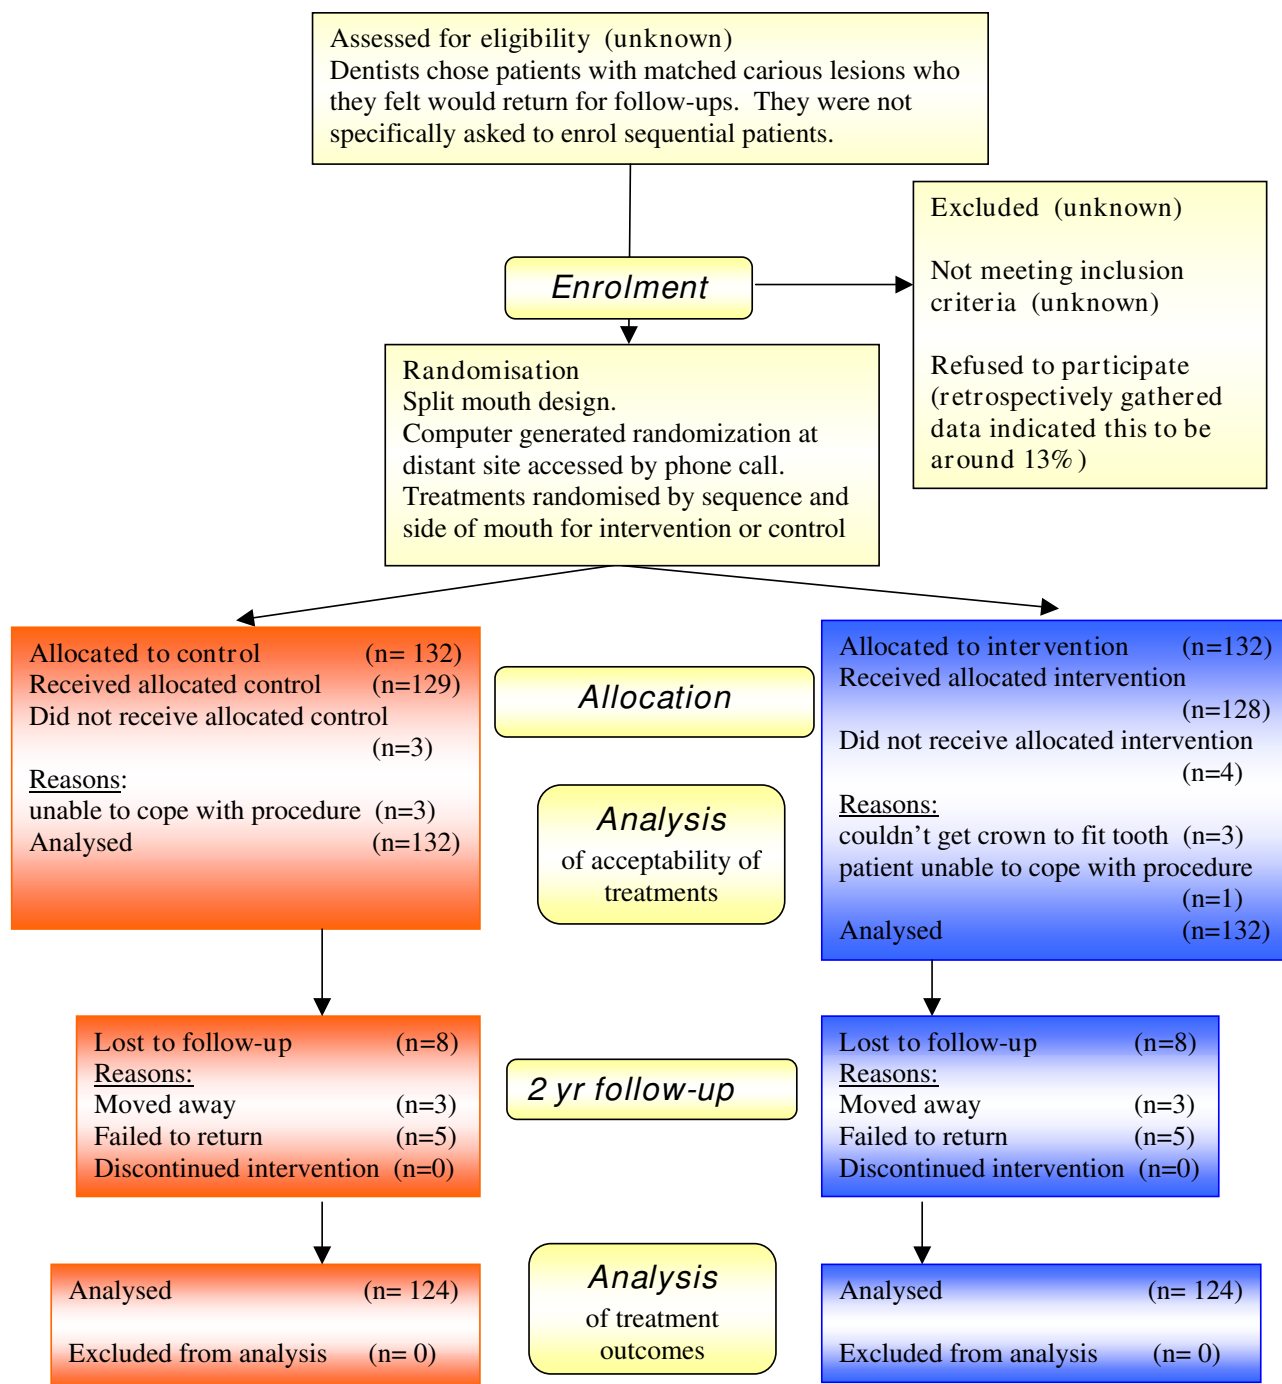 Assessed for eligibility (unknown)
Dentists chose patients with matched carious lesions who
they felt would return for follow-ups. They were not
specifically asked to enrol sequential patients.
Excluded (unknown)
Not meeting inclusion
criteria (unknown)
Refused to participate
(retrospectively gathered
data indicated this to be
around 13%)
Enrolment
Randomisation
Split mouth design.
Computer generated randomization at
distant site accessed by phone call.
Treatments randomised by sequence and
side of mouth for intervention or control
Allocated to control (n= 132)
Received allocated control (n=129)
Did not receive allocated control
(n=3)
Reasons:
unable to cope with procedure (n=3)
Analysed (n=132)
Allocation
Analysis
of acceptability of
treatments
Allocated to intervention (n=132)
Received allocated intervention
(n=128)
Did not receive allocated intervention
(n=4)
Reasons:
couldn't get crown to fit tooth (n=3)
patient unable to cope with procedure
(n=1)
Analysed (n=132)
Lost to follow-up (n=8)
Reasons:
Moved away (n=3)
Failed to return (n=5)
Discontinued intervention (n=0)
2 yr follow-up
Lost to follow-up (n=8)
Reasons:
Moved away (n=3)
Failed to return (n=5)
Discontinued intervention (n=0)
Analysed (n= 124)
Excluded from analysis (n= 0)
Analysis
of treatment
outcomes
Analysed (n= 124)
Excluded from analysis (n= 0)